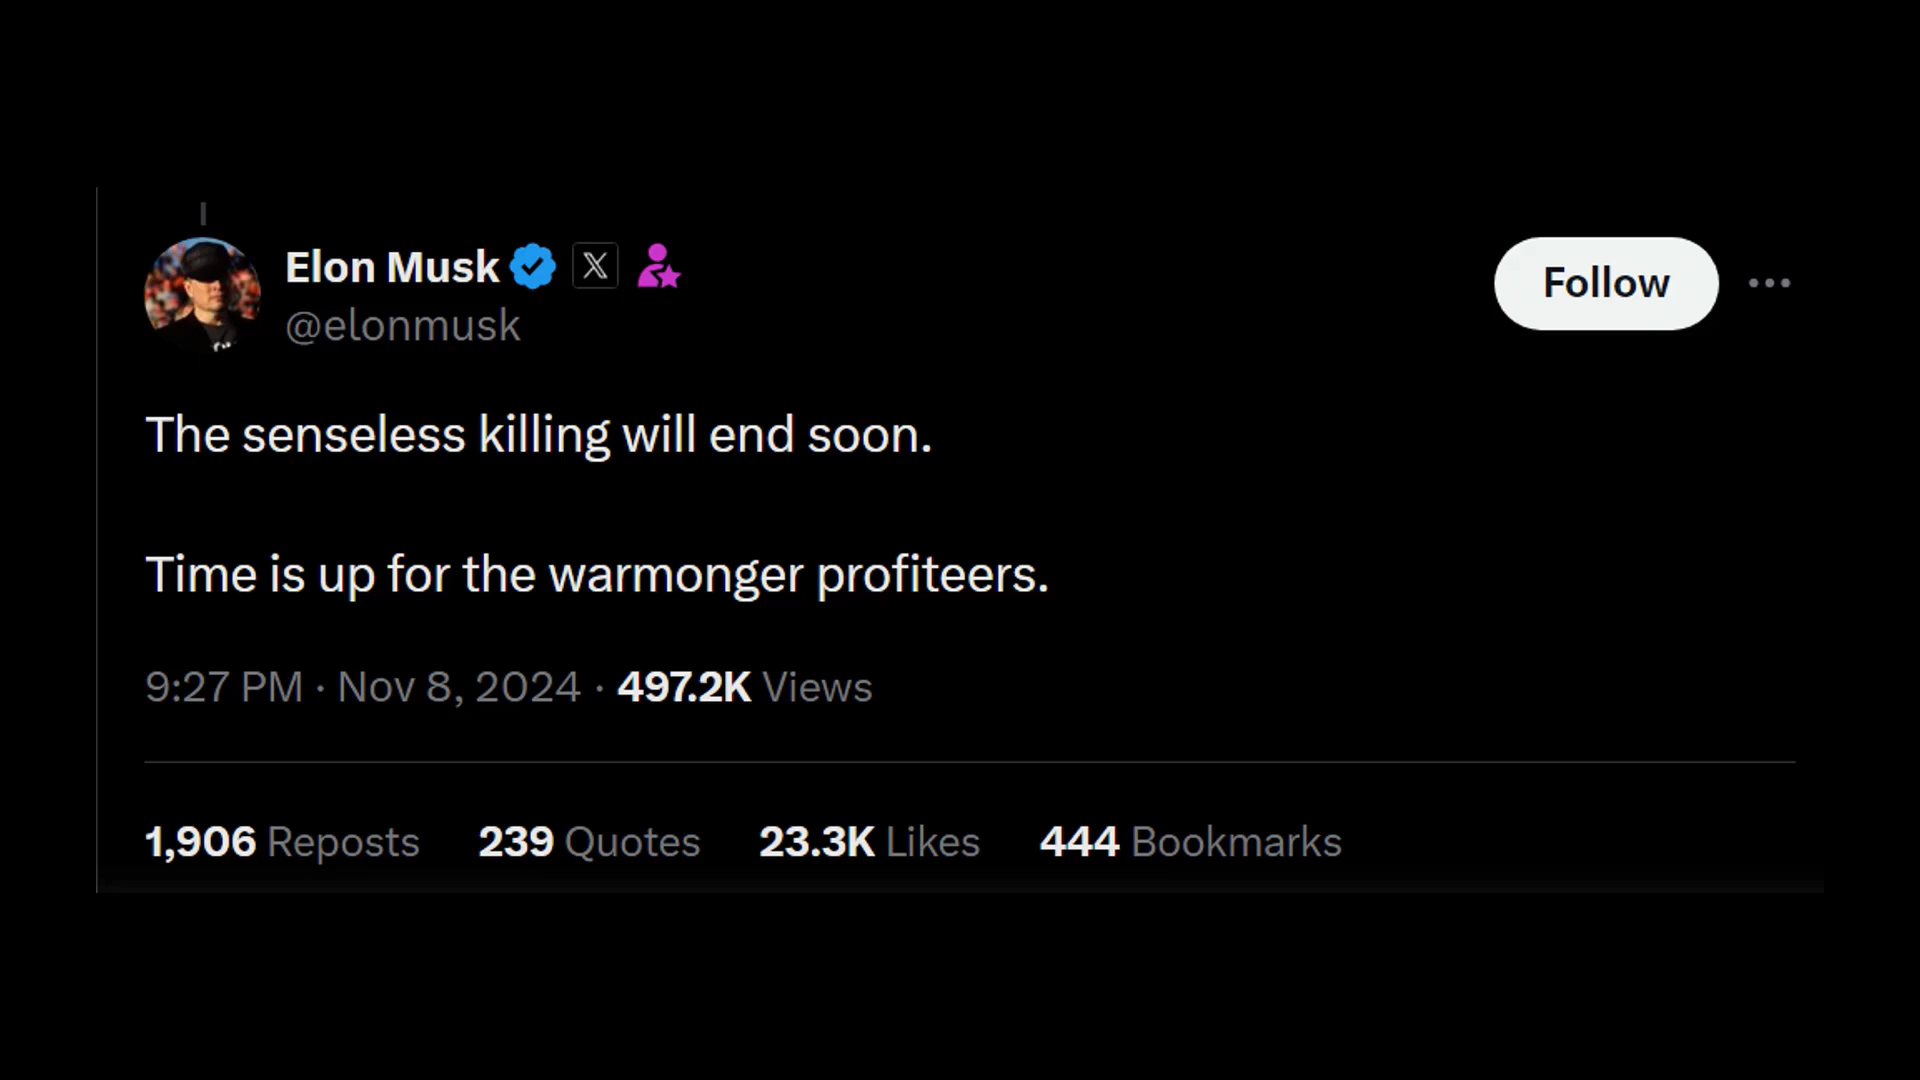 Elon Musk
@elonmusk
Follow
The senseless killing will end soon.
Time is up for the warmonger profiteers.
9:27 PM · Nov 8, 2024 · 497.2K Views
1,906 Reposts 239 Quotes 23.3K Likes 444 Bookmarks